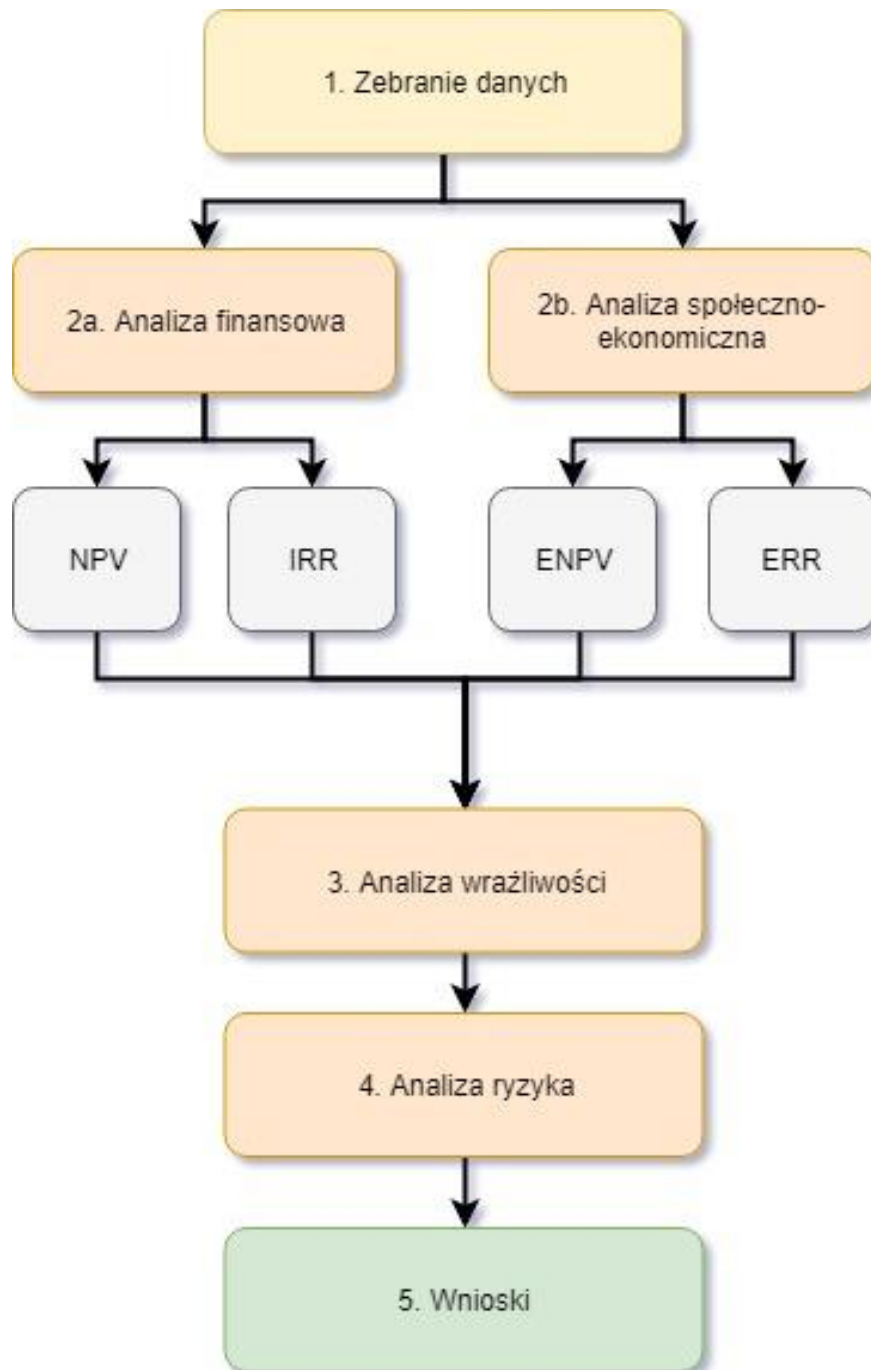 1. Zebranie danych
2a. Analiza finansowa
2b. Analiza społeczno-
ekonomiczna
NPV
IRR
ENPV
ERR
3. Analiza wrażliwości
4. Analiza ryzyka
5. Wnioski